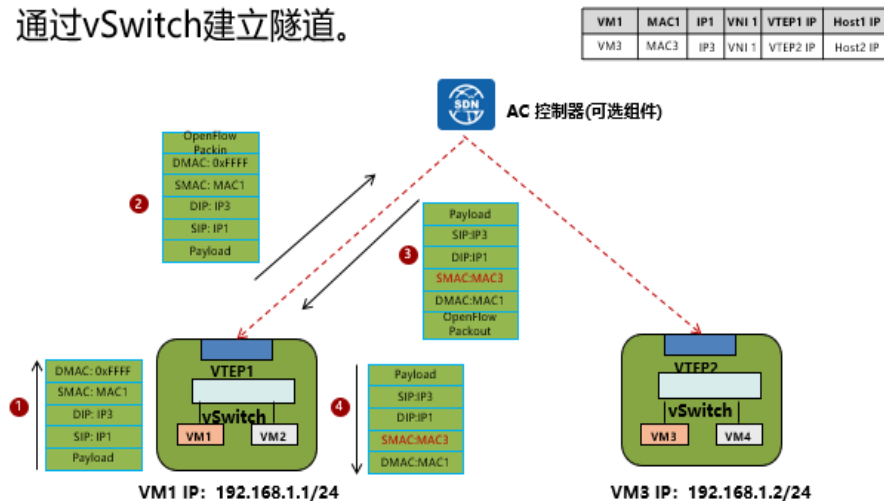 通过vSwitch建立隧道。
VM1 MAC1 IP1 VNI 1 VTEP1 IP Host1 IP
VM3 MAC3 IP3 VNI 1 VTEP2 IP Host2 IP
SDN
AC 控制器(可选组件)
2
OpenFlow
Packin
DMAC: 0xFFFF
SMAC: MAC1
DIP: IP3
SIP: IP1
Payload
3
Payload
SIP:IP3
DIP:IP1
SMAC:MAC3
DMAC:MAC1
OpenFlow
Packout
1
DMAC: 0xFFFF
SMAC: MAC1
DIP: IP3
SIP: IP1
Payload
VTEP1
vSwitch
VM1
VM2
4
Payload
SIP:IP3
DIP:IP1
SMAC:MAC3
DMAC:MAC1
VTEP2
vSwitch
VM3
VM4
VM1 IP: 192.168.1.1/24
VM3 IP: 192.168.1.2/24